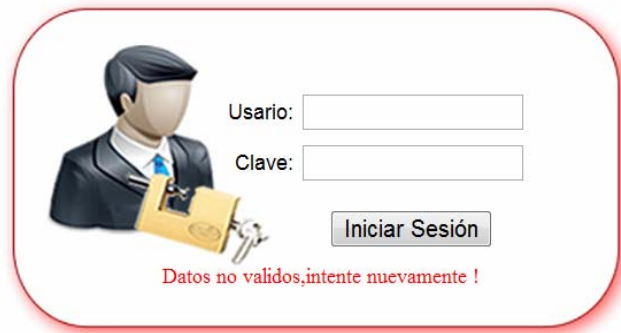 Usario:
Clave:
Iniciar Sesión
Datos no validos,intente nuevamente !